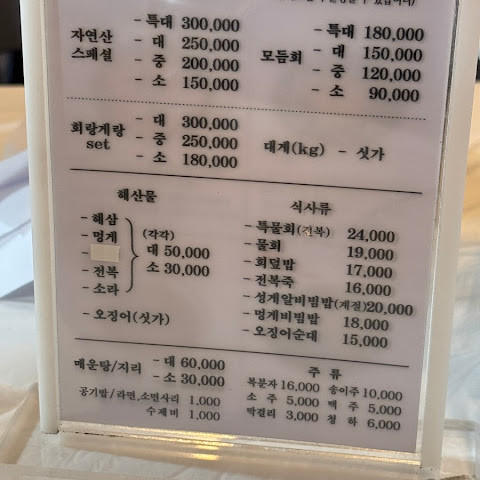 자연산 스페셜
- 특대 300,000
- 대 250,000
- 중 200,000
- 소 150,000
모듬회
- 특대 180,000
- 대 150,000
- 중 120,000
- 소 90,000
회랑게랑 set
- 대 300,000
- 중 250,000
- 소 180,000
대게(kg) - 싯가
해산물
- 해삼
- 멍게
-
- 전복
- 소라
(각각)
대 50,000
소 30,000
- 오징어(싯가)
식사류
- 특물회(전복) 24,000
- 물회 19,000
- 회덮밥 17,000
- 전복죽 16,000
- 성게알비빔밥(계절)20,000
- 멍게비빔밥 18,000
- 오징어순대 15,000
매운탕/지리
- 대 60,000
- 소 30,000
공기밥/라면,소면사리 1,000
수제비 1,000
주 류
복분자 16,000 송이주 10,000
소 주 5,000 맥 주 5,000
막걸리 3,000 청 하 6,000